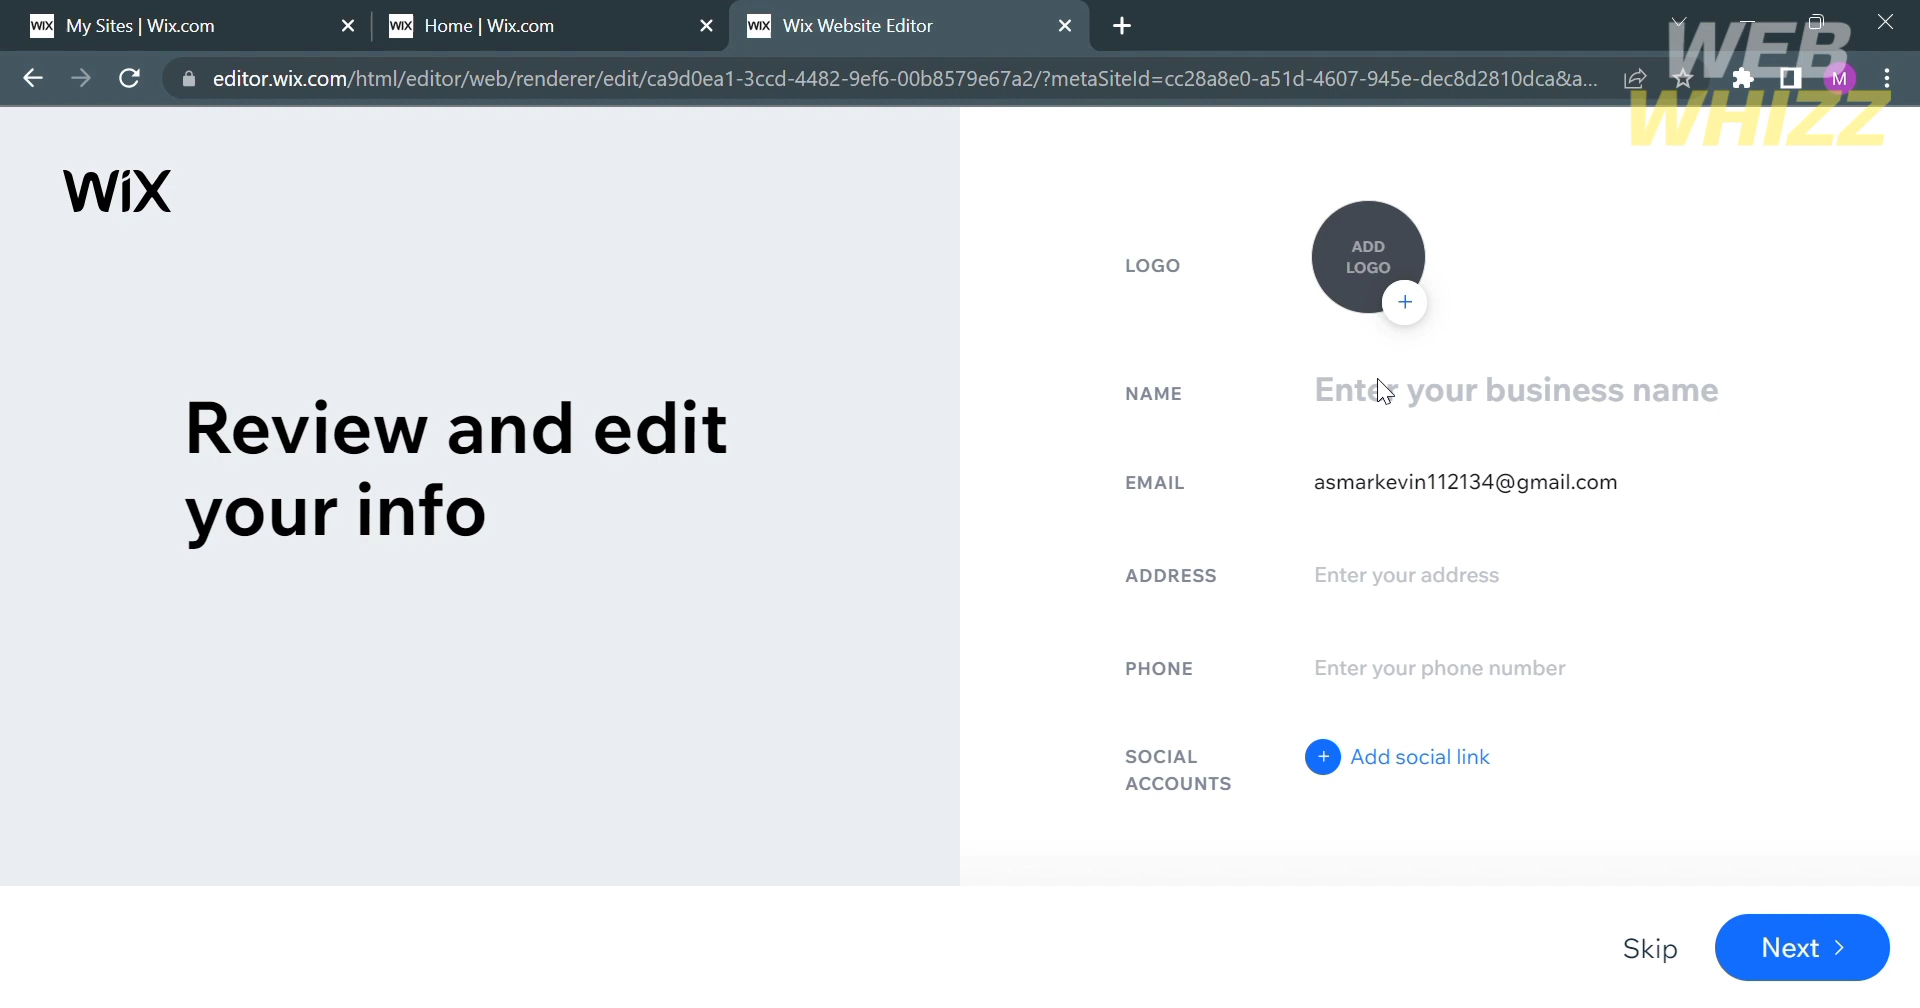 WIX My Sites | Wix.com
WIX Home | Wix.com
WIX Wix Website Editor
editor.wix.com/html/editor/web/renderer/edit/ca9d0ea1-3ccd-4482-9ef6-00b8579e67a2/?metaSiteId=cc28a8e0-a51d-4607-945e-dec8d2810dca&a...
M
WEB
WHIZZ
WiX
Review and edit
your info
LOGO
ADD
LOGO
NAME
Enter your business name
EMAIL
asmarkevin112134@gmail.com
ADDRESS
Enter your address
PHONE
Enter your phone number
SOCIAL
ACCOUNTS
Add social link
Skip
Next